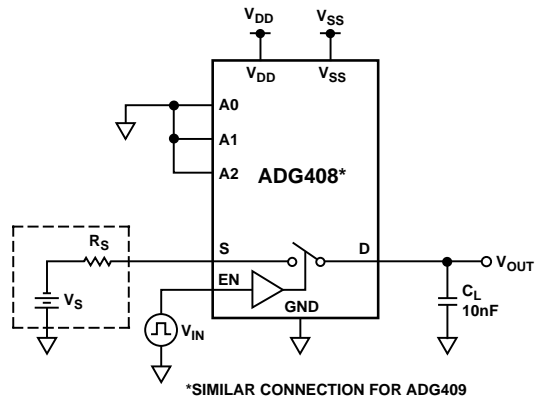 VDD
VSS
VDD
VSS
A0
A1
A2
ADG408*
RS
S
D
VOUT
EN
VS
GND
CL
10nF
VIN
*SIMILAR CONNECTION FOR ADG409